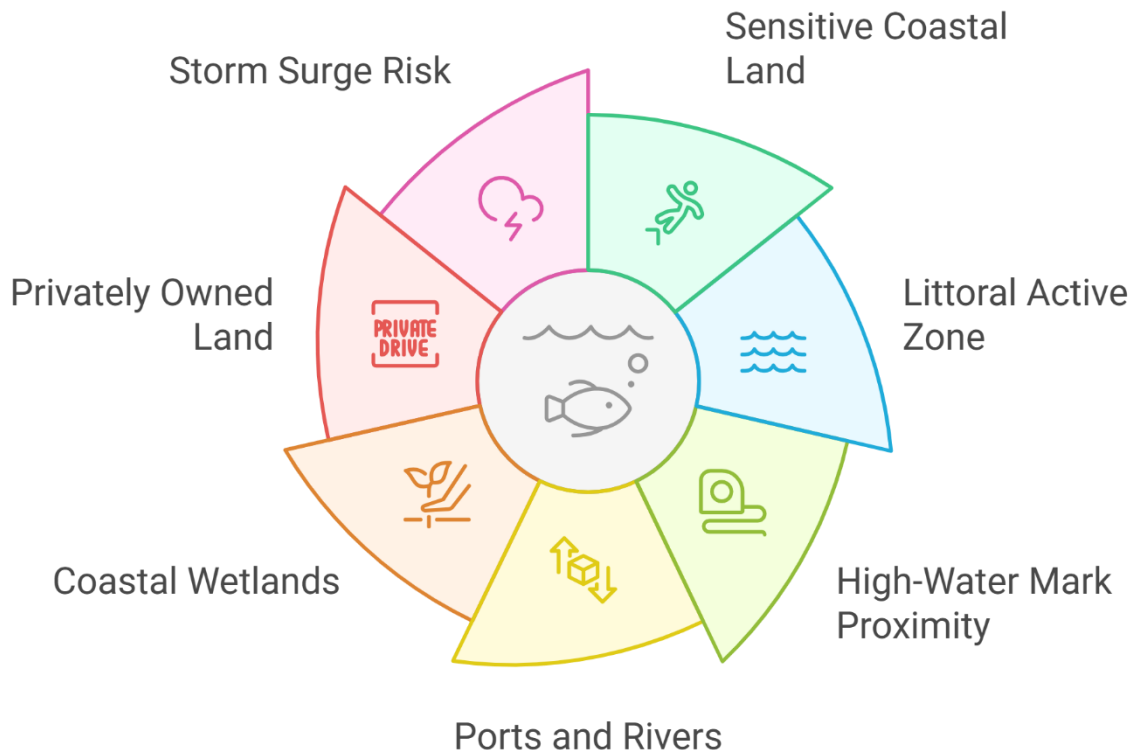 Storm Surge Risk
Sensitive Coastal
Land
Littoral Active
Zone
High-Water Mark
Proximity
Ports and Rivers
Coastal Wetlands
Privately Owned
Land
PRIVATE
DRIVE